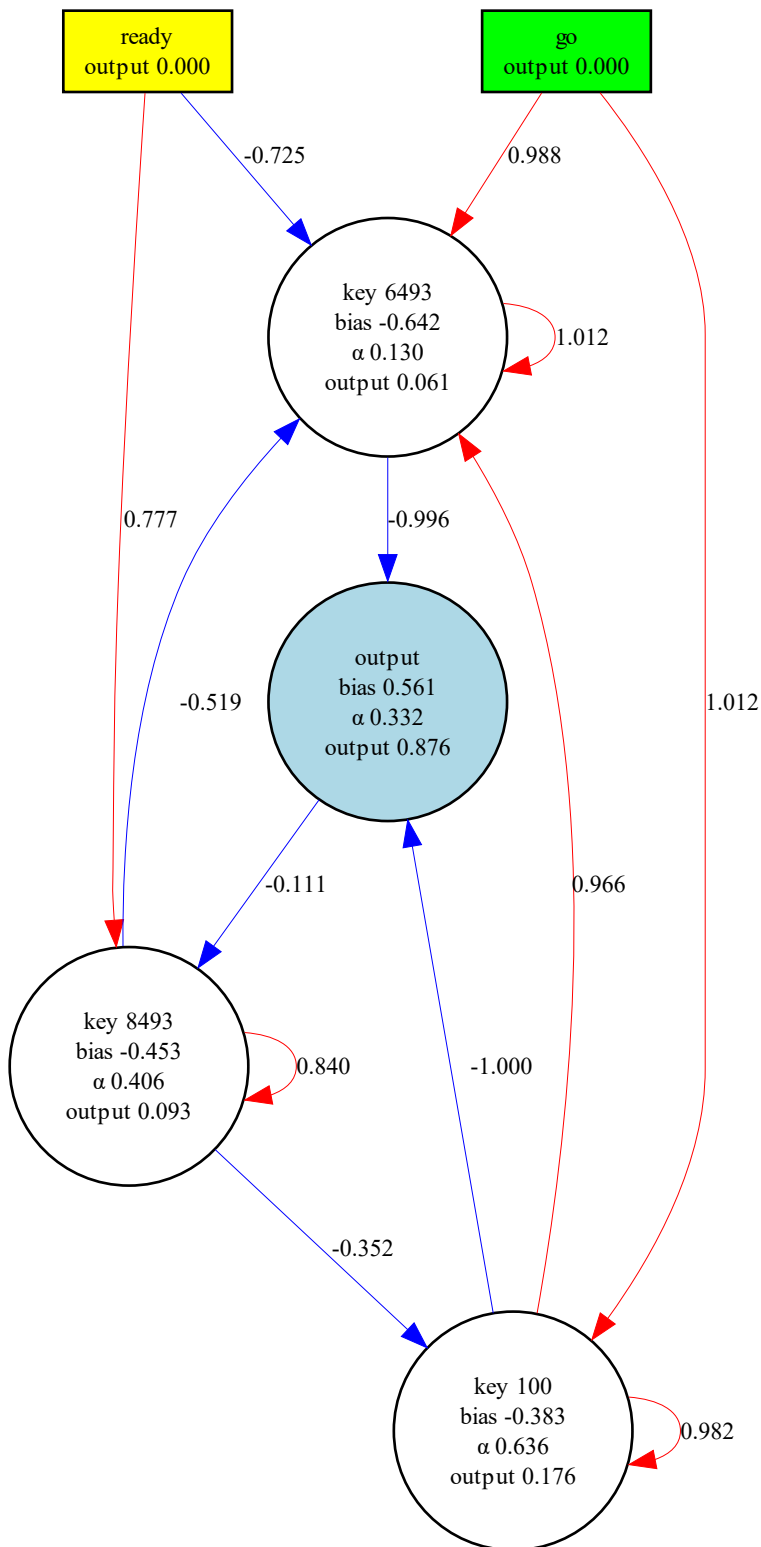 ready
output 0.000
go
output 0.000
-0.725
0.988
key 6493
bias -0.642
α 0.130
output 0.061
1.012
0.777
-0.996
-0.519
output
bias 0.561
α 0.332
output 0.876
1.012
-0.111
0.966
key 8493
bias -0.453
α 0.406
output 0.093
0.840
-1.000
-0.352
key 100
bias -0.383
α 0.636
output 0.176
0.982